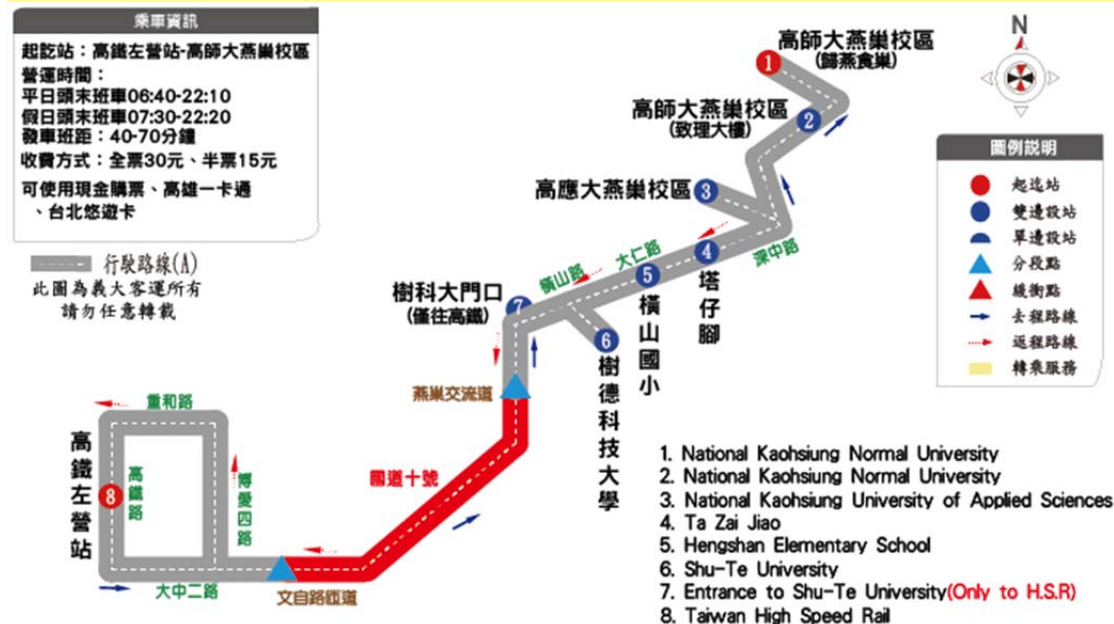 乘車資訊
起訖站：高鐵左營站-高師大燕巢校區
營運時間：
平日頭末班車06:40-22:10
假日頭末班車07:30-22:20
發車班距：40-70分鐘
收費方式：全票30元、半票15元
可使用現金購票、高雄一卡通
、台北悠遊卡
行駛路線(A)
此圖為義大客運所有
請勿任意轉載
高師大燕巢校區
(歸燕食巢)
1
高師大燕巢校區
(致理大樓)
2
高應大燕巢校區
3
深中路
4
塔仔腳
大仁路
5
橫山國小
橫山路
6
樹德科技大學
樹科大門口
(僅往高鐵)
7
燕巢交流道
國道十號
文自路匝道
大中二路
博愛四路
重和路
高鐵路
8
高鐵左營站
N
圖例說明
起迄站
雙邊設站
單邊設站
分段點
緩衝點
去程路線
返程路線
轉乘服務
1. National Kaohsiung Normal University
2. National Kaohsiung Normal University
3. National Kaohsiung University of Applied Sciences
4. Ta Zai Jiao
5. Hengshan Elementary School
6. Shu-Te University
7. Entrance to Shu-Te University(Only to H.S.R)
8. Taiwan High Speed Rail